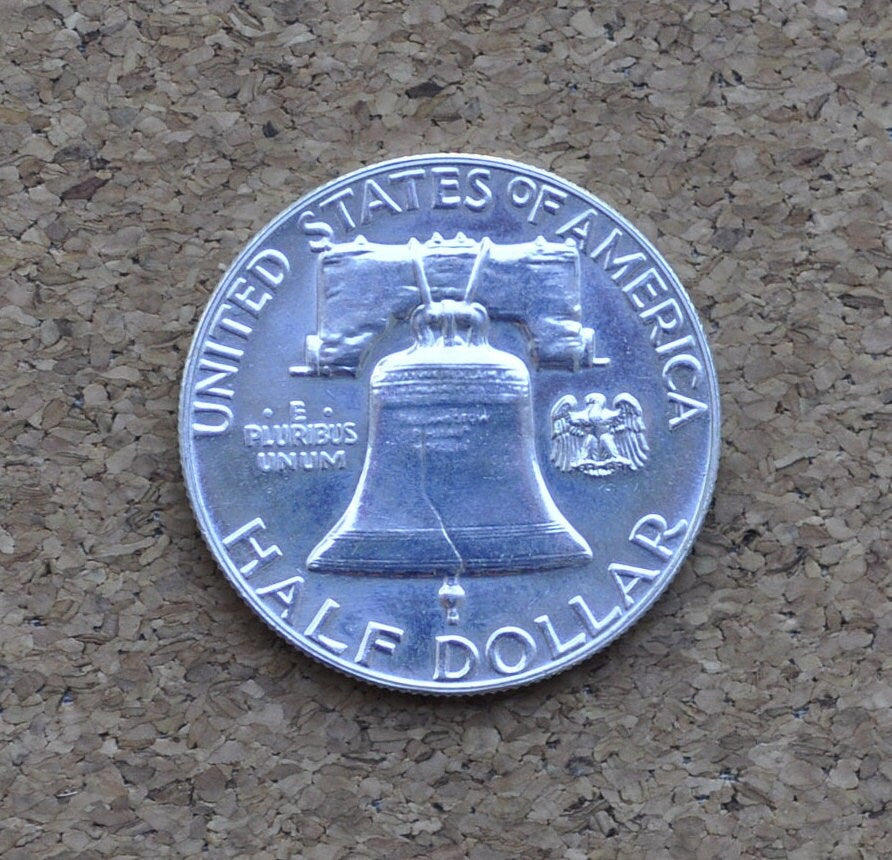 UNITED STATES OF AMERICA
· E ·
PLURIBUS
UNUM
HALF DOLLAR